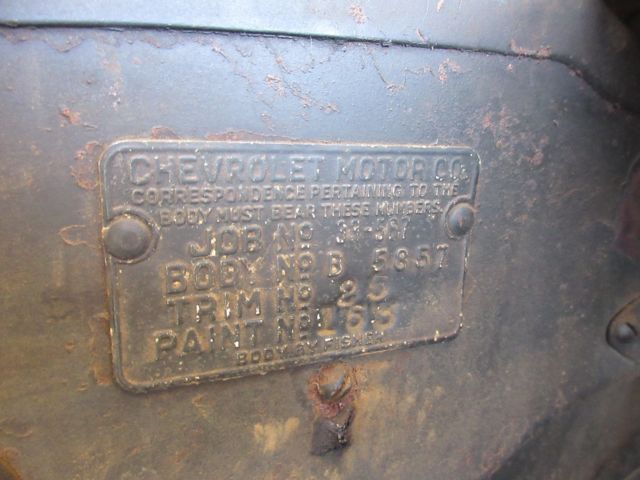 CHEVROLET MOTOR CO.
CORRESPONDENCE PERTAINING TO THE
BODY MUST BEAR THESE NUMBERS
JOB NO
BODY NO B 5857
TRIM NO 25
PAINT NO 168
BODY BY FISHER